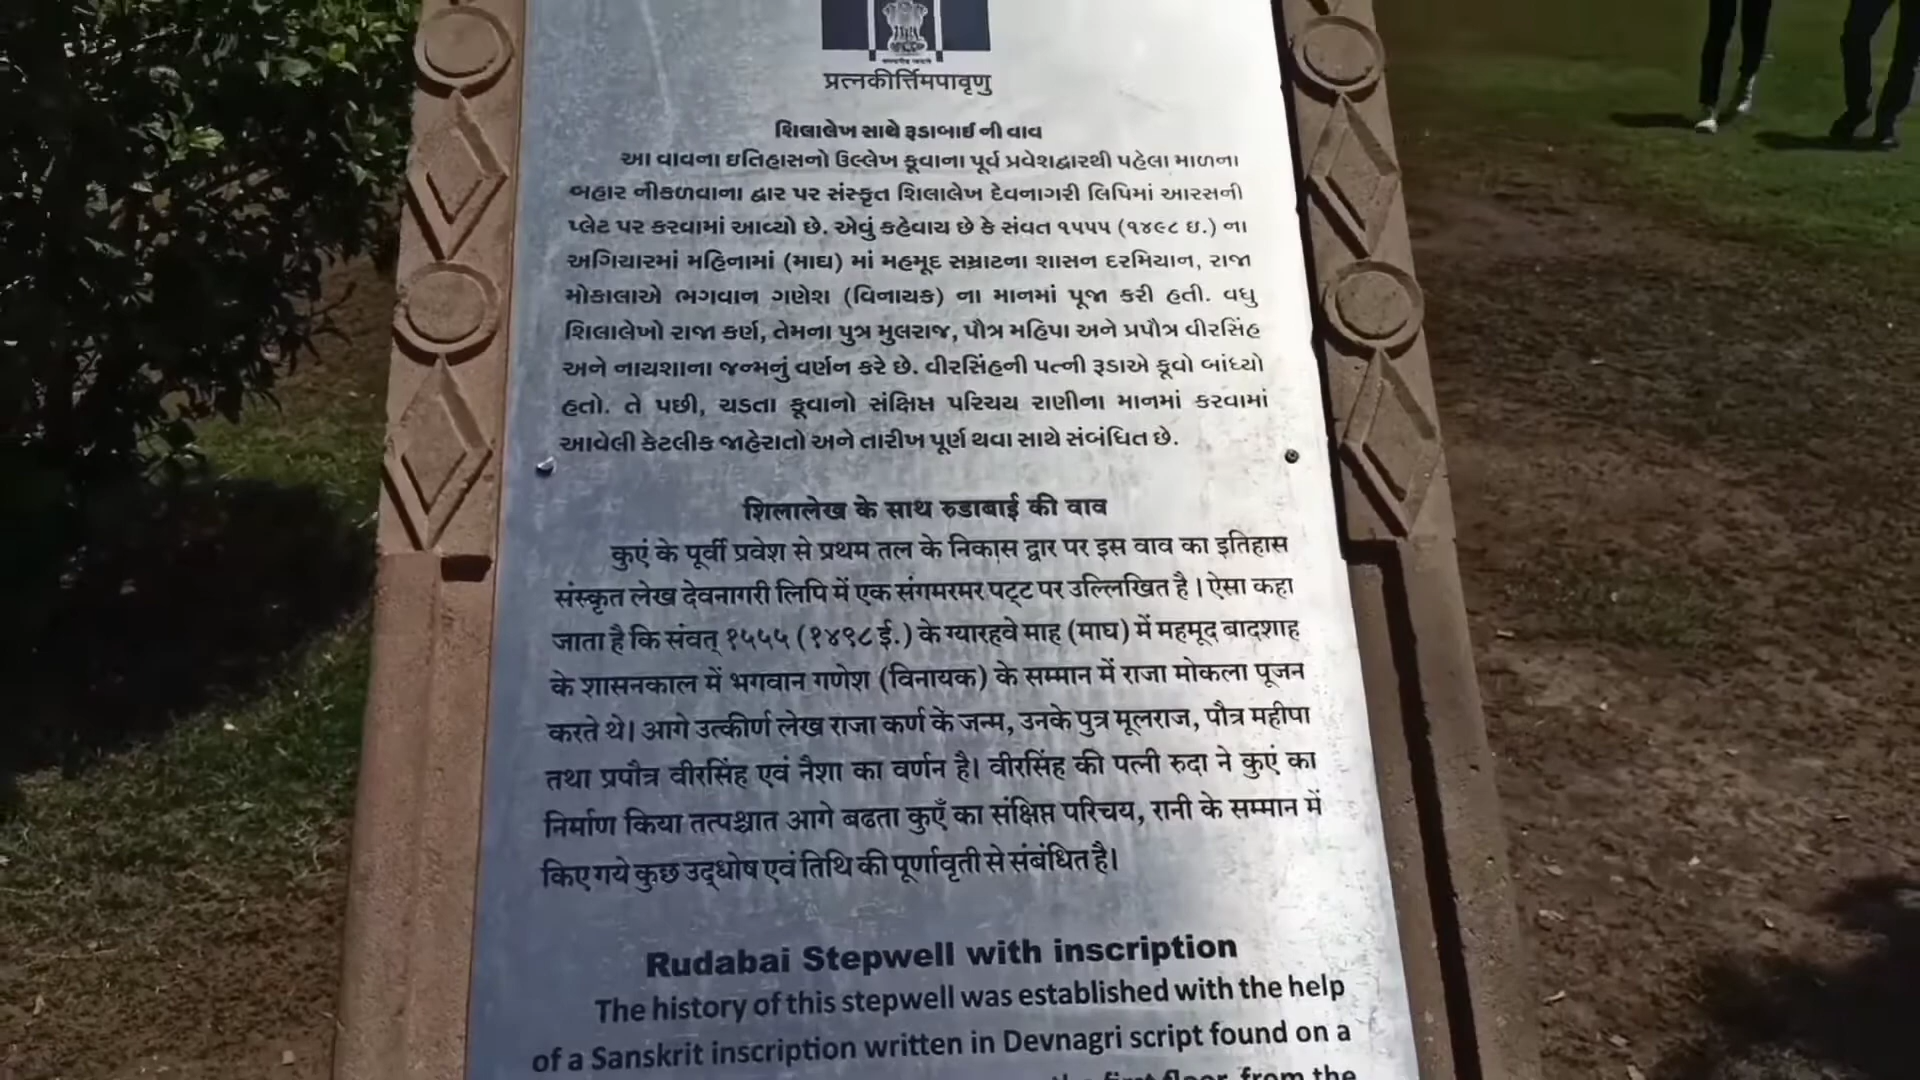 प्रत्नकीर्त्तिमपावृणु
શિલાલેખ સાથે રૂડાબાઈ ની વાવ
આ વાવના ઇતિહાસનો ઉલ્લેખ કૂવાના પૂર્વ પ્રવેશદ્વારથી પહેલા માળના
બહાર નીકળવાના દ્વાર પર સંસ્કૃત શિલાલેખ દેવનાગરી લિપિમાં આરસની
પ્લેટ પર કરવામાં આવ્યો છે. એવું કહેવાય છે કે સંવત ૧૫૫૫ (૧૪૯૮ ઇ.) ના
અગિયારમાં મહિનામાં (માઘ) માં મહમૂદ સમ્રાટના શાસન દરમિયાન, રાજા
મોકાલાએ ભગવાન ગણેશ (વિનાયક) ના માનમાં પૂજા કરી હતી. વધુ
શિલાલેખો રાજા કર્ણ, તેમના પુત્ર મુલરાજ, પૌત્ર મહિપા અને પ્રપૌત્ર વીરસિંહ
અને નાયશાના જન્મનું વર્ણન કરે છે. વીરસિંહની પત્ની રૂડાએ કૂવો બાંધ્યો
હતો. તે પછી, ચડતા કૂવાનો સંક્ષિપ્ત પરિચય રાણીના માનમાં કરવામાં
આવેલી કેટલીક જાહેરાતો અને તારીખ પૂર્ણ થવા સાથે સંબંધિત છે.
शिलालेख के साथ रुडाबाई की वाव
कुएं के पूर्वी प्रवेश से प्रथम तल के निकास द्वार पर इस वाव का इतिहास
संस्कृत लेख देवनागरी लिपि में एक संगमरमर पट्ट पर उल्लिखित है। ऐसा कहा
जाता है कि संवत् १५५५ (१४९८ ई.) के ग्यारहवे माह (माघ) में महमूद बादशाह
के शासनकाल में भगवान गणेश (विनायक) के सम्मान में राजा मोकला पूजन
करते थे। आगे उत्कीर्ण लेख राजा कर्ण के जन्म, उनके पुत्र मूलराज, पौत्र महीपा
तथा प्रपौत्र वीरसिंह एवं नैशा का वर्णन है। वीरसिंह की पत्नी रुदा ने कुएं का
निर्माण किया तत्पश्चात आगे बढता कुएँ का संक्षिप्त परिचय, रानी के सम्मान में
किए गये कुछ उद्धोष एवं तिथि की पूर्णावृती से संबंधित है।
Rudabai Stepwell with inscription
The history of this stepwell was established with the help
of a Sanskrit inscription written in Devnagri script found on a
the first floor, from the